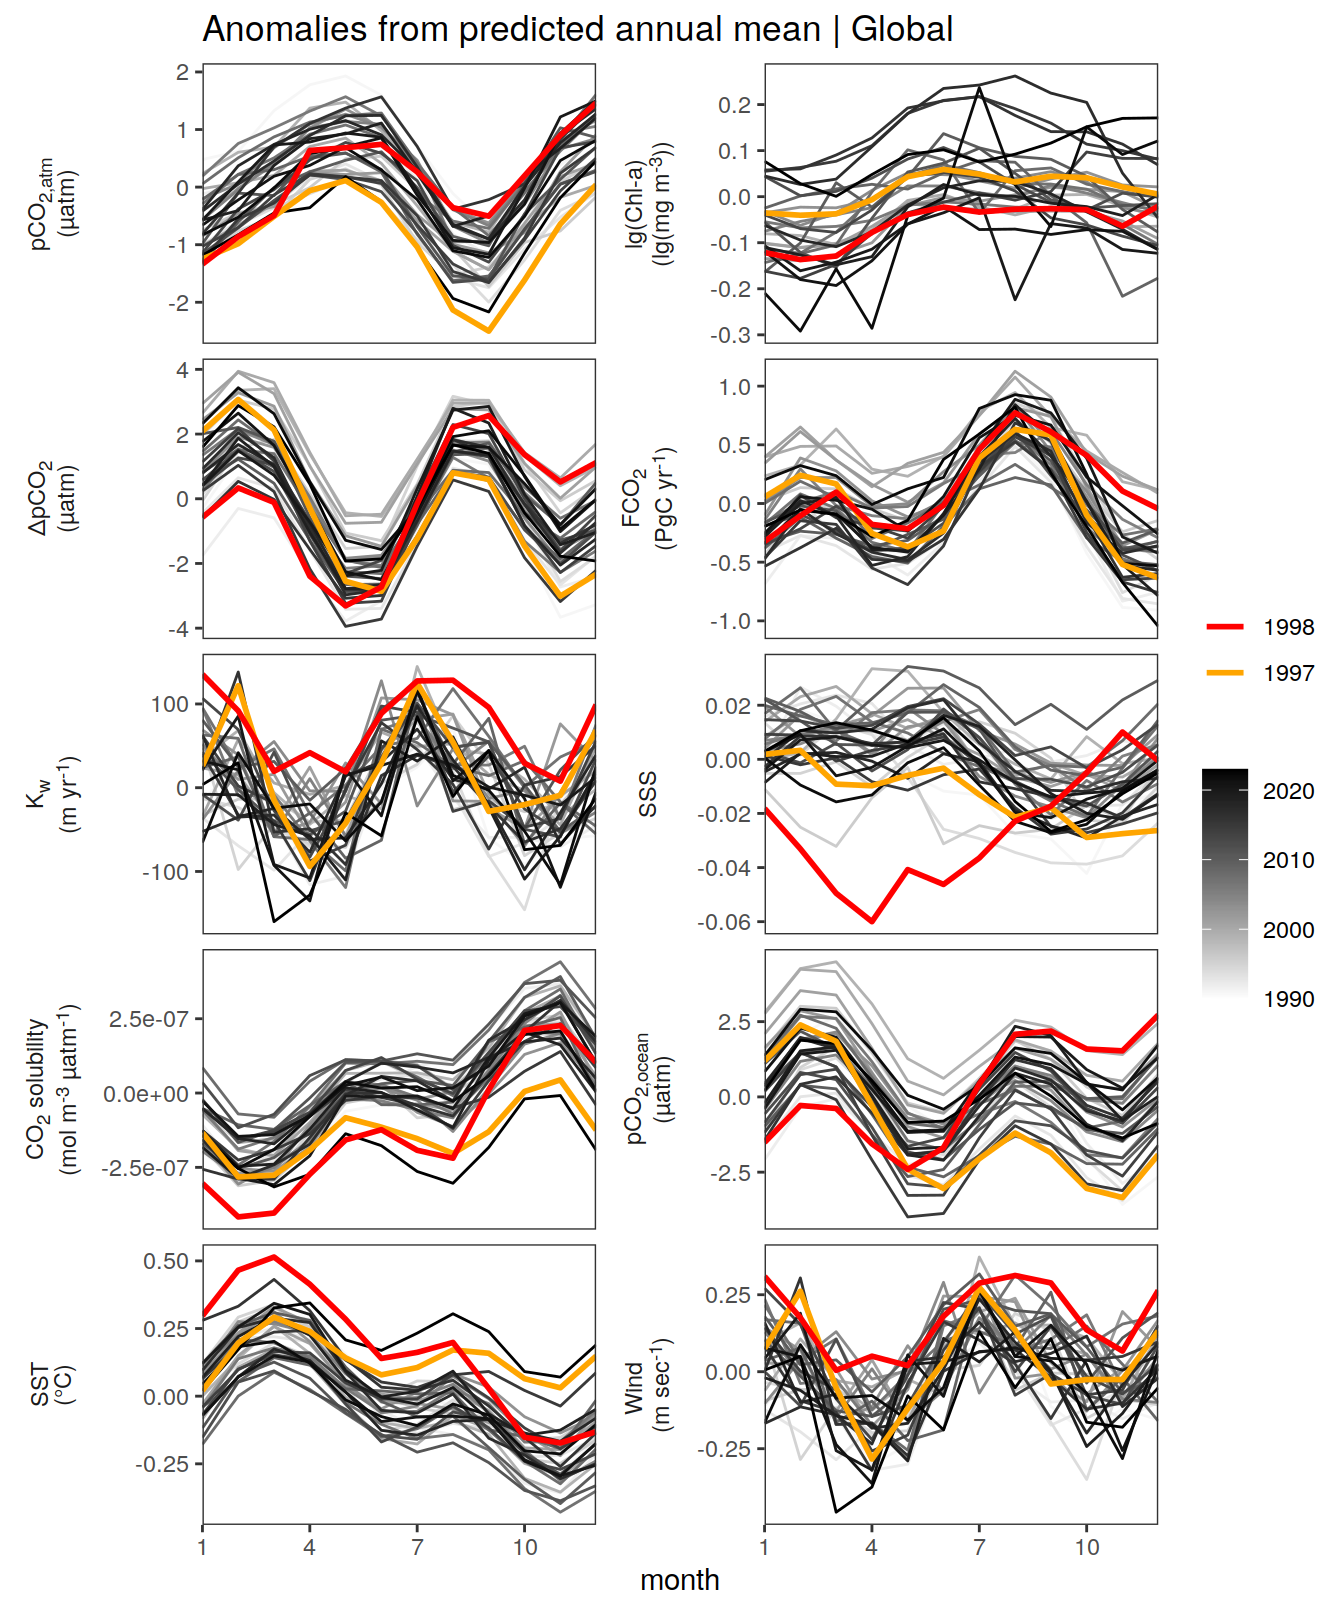 Anomalies from predicted annual mean | Global
pCO2,atm
(µatm)
2
1
0
-1
-2
lg(Chl-a)
(lg(mg m-3))
0.2
0.1
0.0
-0.1
-0.2
-0.3
ΔpCO2
(µatm)
4
2
0
-2
-4
FCO2
(PgC yr-1)
1.0
0.5
0.0
-0.5
-1.0
Kw
(m yr-1)
100
0
-100
SSS
0.02
0.00
-0.02
-0.04
-0.06
CO2 solubility
(mol m-3 µatm-1)
2.5e-07
0.0e+00
-2.5e-07
pCO2,ocean
(µatm)
2.5
0.0
-2.5
SST
(°C)
0.50
0.25
0.00
-0.25
Wind
(m sec-1)
0.25
0.00
-0.25
1 4 7 10
1 4 7 10
month
1998
1997
2020
2010
2000
1990